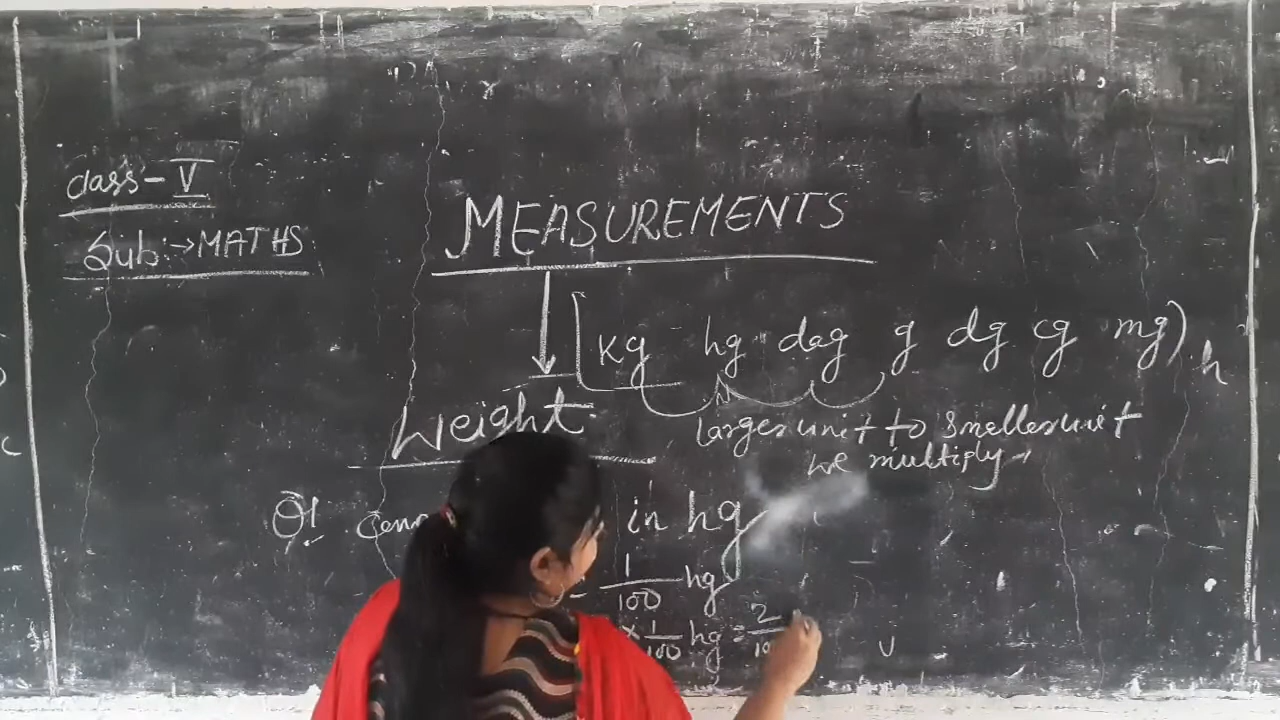 class - V
Sub :→ MATHS
MEASUREMENTS
[Kg hg dag g dg cg mg)
Weight
Larger unit to smaller unit
we multiply
Q1 in hg
1/100 hg
× 1/100 hg = 2/